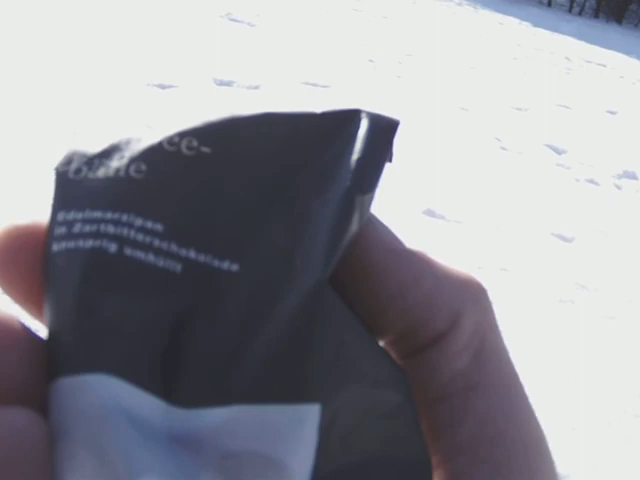 ee-
bälle
Edelmarzipan
in Zartbitterschokolade
knusprig umhüllt